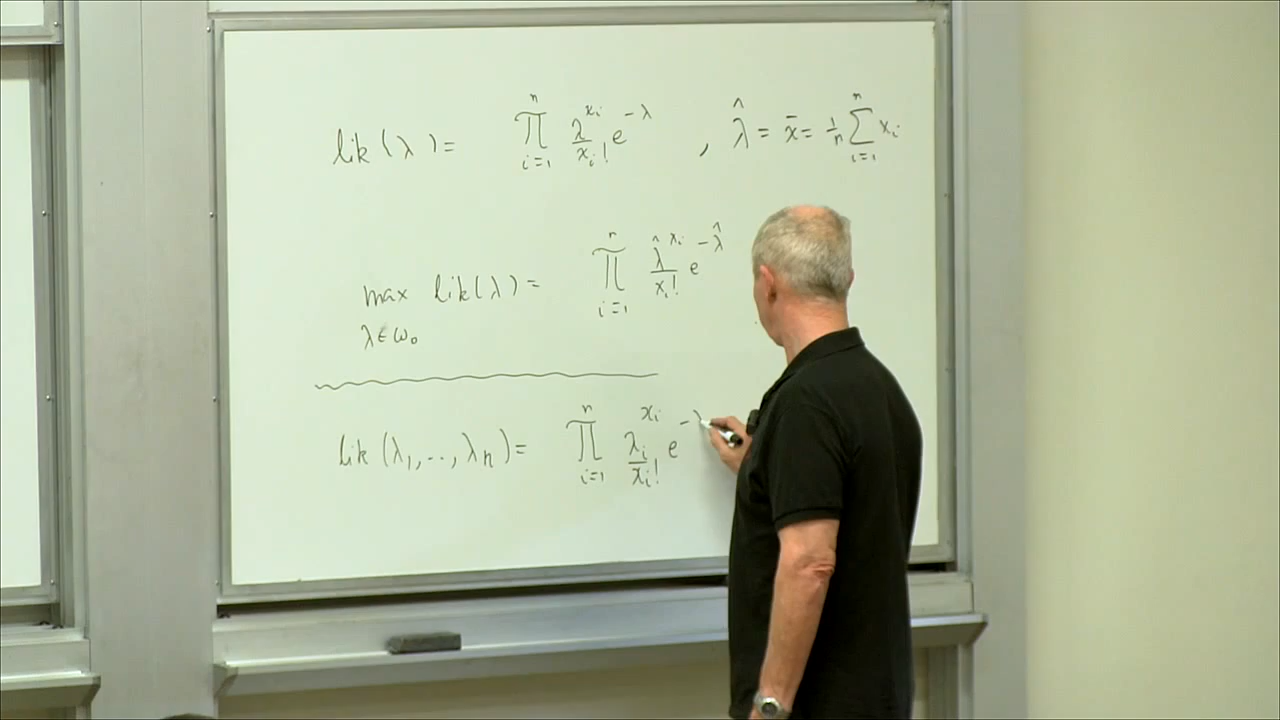 lik(λ) = ∏_{i=1}^{n} λ^{x_i}/x_i! e^{-λ} , λ̂ = x̄ = 1/n ∑_{i=1}^{n} x_i
max_{λ∈ω₀} lik(λ) = ∏_{i=1}^{n} λ̂^{x_i}/x_i! e^{-λ̂}
lik(λ₁,..,λₙ) = ∏_{i=1}^{n} λ_i^{x_i}/x_i! e^{-λ